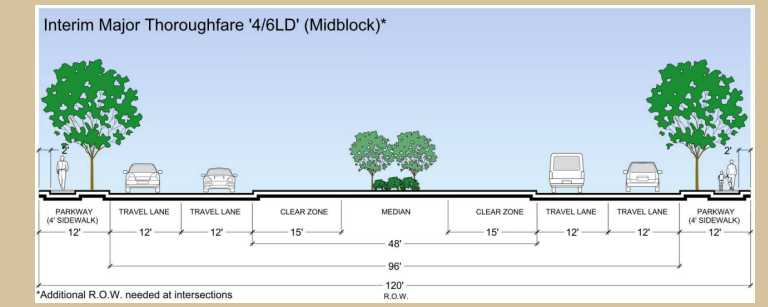 Interim Major Thoroughfare '4/6LD' (Midblock)*
2' 2'
PARKWAY
(4' SIDEWALK)
TRAVEL LANE
TRAVEL LANE
CLEAR ZONE
MEDIAN
CLEAR ZONE
TRAVEL LANE
TRAVEL LANE
PARKWAY
(4' SIDEWALK)
12' 12' 12' 15' 15' 12' 12' 12'
48'
96'
120'
R.O.W.
*Additional R.O.W. needed at intersections